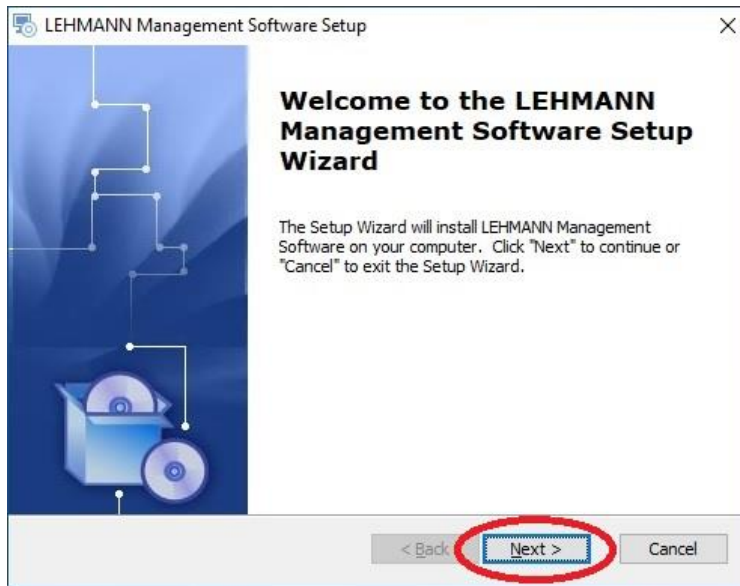 LEHMANN Management Software Setup
Welcome to the LEHMANN
Management Software Setup
Wizard
The Setup Wizard will install LEHMANN Management
Software on your computer. Click "Next" to continue or
"Cancel" to exit the Setup Wizard.
< Back
Next >
Cancel